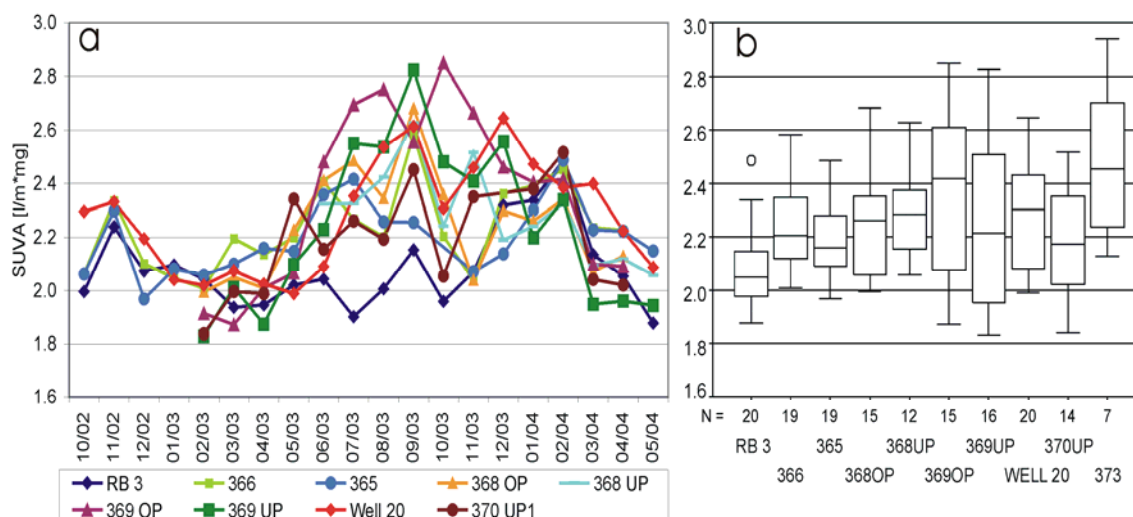 a
SUVA [l/m*mg]
3.0
2.8
2.6
2.4
2.2
2.0
1.8
1.6
10/02 11/02 12/02 01/03 02/03 03/03 04/03 05/03 06/03 07/03 08/03 09/03 10/03 11/03 12/03 01/04 02/04 03/04 04/04 05/04
RB 3 366 365 368 OP 368 UP
369 OP 369 UP Well 20 370 UP1
b
3.0
2.8
2.6
2.4
2.2
2.0
1.8
1.6
N = 20 19 19 15 12 15 16 20 14 7
RB 3 365 368UP 369UP 370UP
366 368OP 369OP WELL 20 373